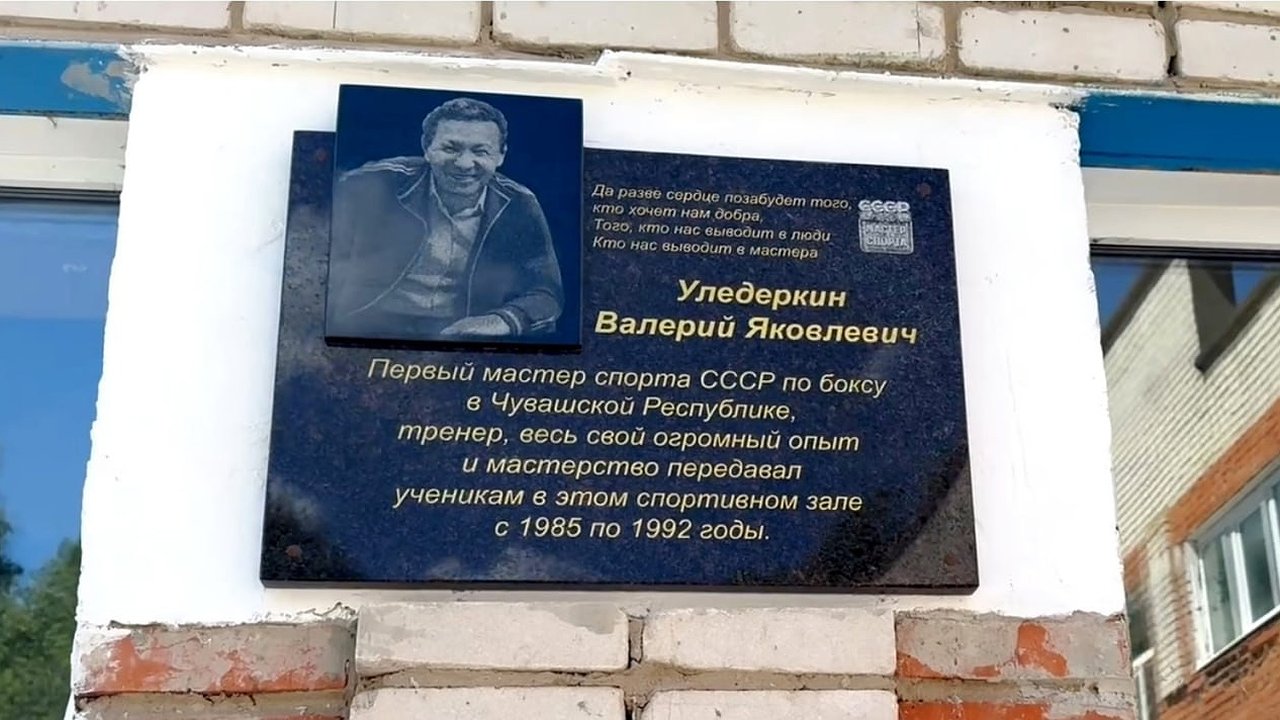 Да разве сердце позабудет того,
кто хочет нам добра,
Того, кто нас выводит в люди
Кто нас выводит в мастера
СССР
МАСТЕР
СПОРТА
Уледеркин
Валерий Яковлевич
Первый мастер спорта СССР по боксу
в Чувашской Республике,
тренер, весь свой огромный опыт
и мастерство передавал
ученикам в этом спортивном зале
с 1985 по 1992 годы.